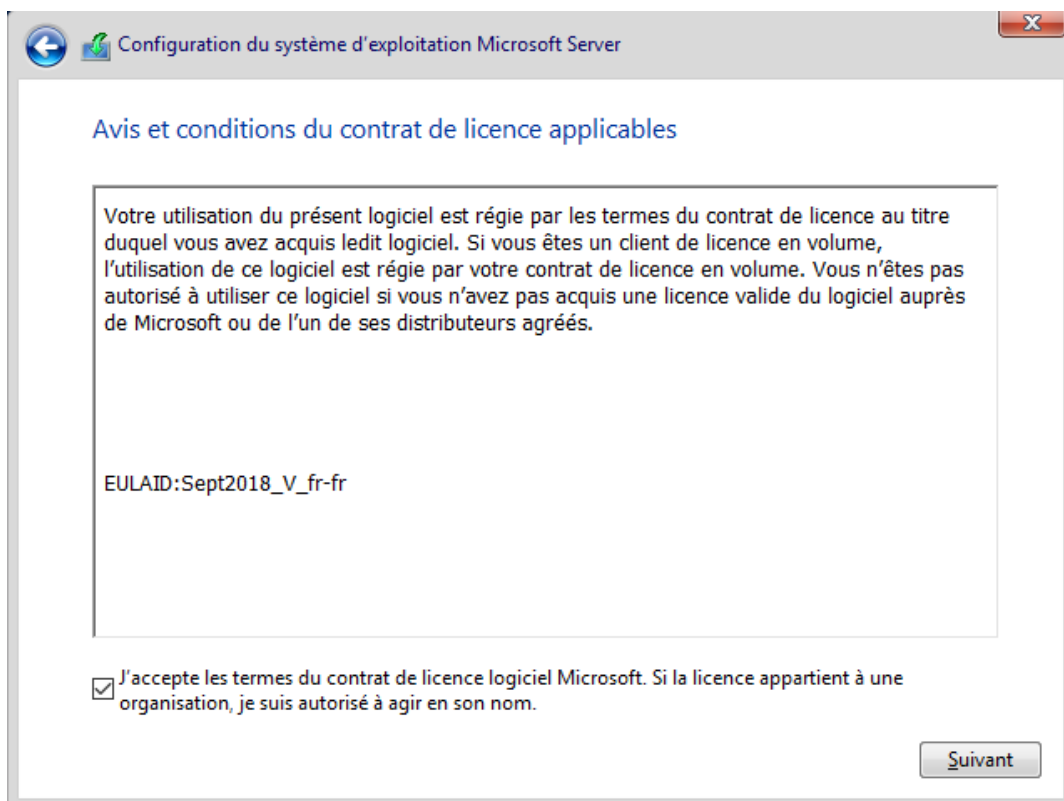 Configuration du système d'exploitation Microsoft Server
Avis et conditions du contrat de licence applicables
Votre utilisation du présent logiciel est régie par les termes du contrat de licence au titre
duquel vous avez acquis ledit logiciel. Si vous êtes un client de licence en volume,
l’utilisation de ce logiciel est régie par votre contrat de licence en volume. Vous n’êtes pas
autorisé à utiliser ce logiciel si vous n’avez pas acquis une licence valide du logiciel auprès
de Microsoft ou de l’un de ses distributeurs agréés.
EULAID:Sept2018_V_fr-fr
J’accepte les termes du contrat de licence logiciel Microsoft. Si la licence appartient à une
organisation, je suis autorisé à agir en son nom.
Suivant